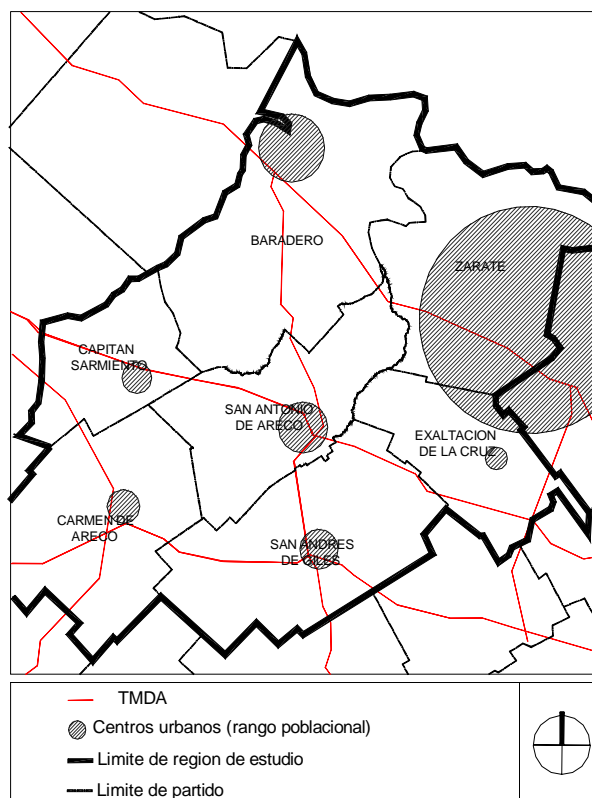 BARADERO
ZARATE
CAPITAN
SARMIENTO
SAN ANTONIO
DE ARECO
EXALTACION
DE LA CRUZ
CARMEN DE
ARECO
SAN ANDRES
DE GILES
TMDA
Centros urbanos (rango poblacional)
Limite de region de estudio
Limite de partido